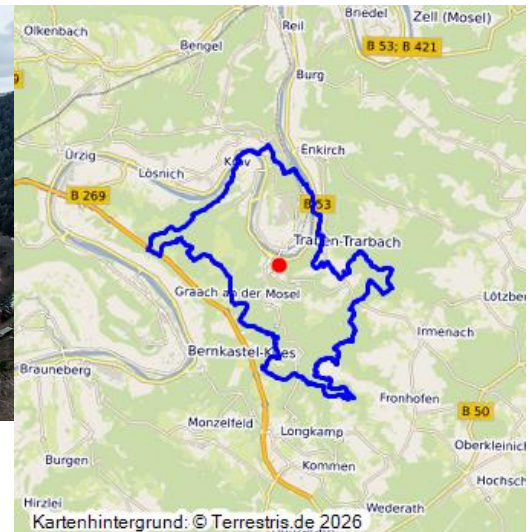 Briedel
Zell (Mosel)
Olkenbach
Reil
Bengel
B 53; B 421
9
Burg
Enkirch
Ürzig
Lösnich
Kröv
B 269
B 53
Traben-Trarbach
Graach an der Mosel
Lötzbe
Irmenach
Bernkastel-Kues
Brauneberg
Fronhofen
B 50
Monzelfeld
Longkamp
Oberkleinich
Burgen
Kommen
Hochsch
Hirzlei
Wederath
Kartenhintergrund: © Terrestris.de 2026